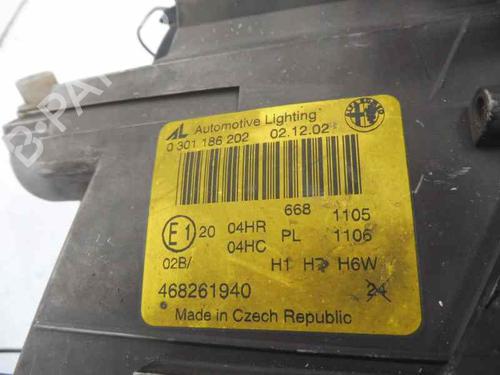 AL Automotive Lighting
0 301 186 202 02.12.02
668 1105
E1 20 04HR PL 1106
04HC
02B/ H1 H7 H6W
468261940 24
Made in Czech Republic